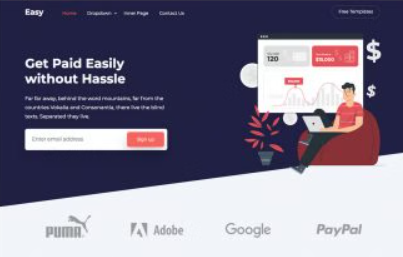 Easy
Home Dropdown Inner Page Contact Us
Free Templates
Get Paid Easily
without Hassle
Far far away, behind the word mountains, far from the
countries Vokalia and Consonantia, there live the blind
texts. Separated they live.
Enter email address
Sign up
120
$
$
PUMA
Adobe
Google
PayPal